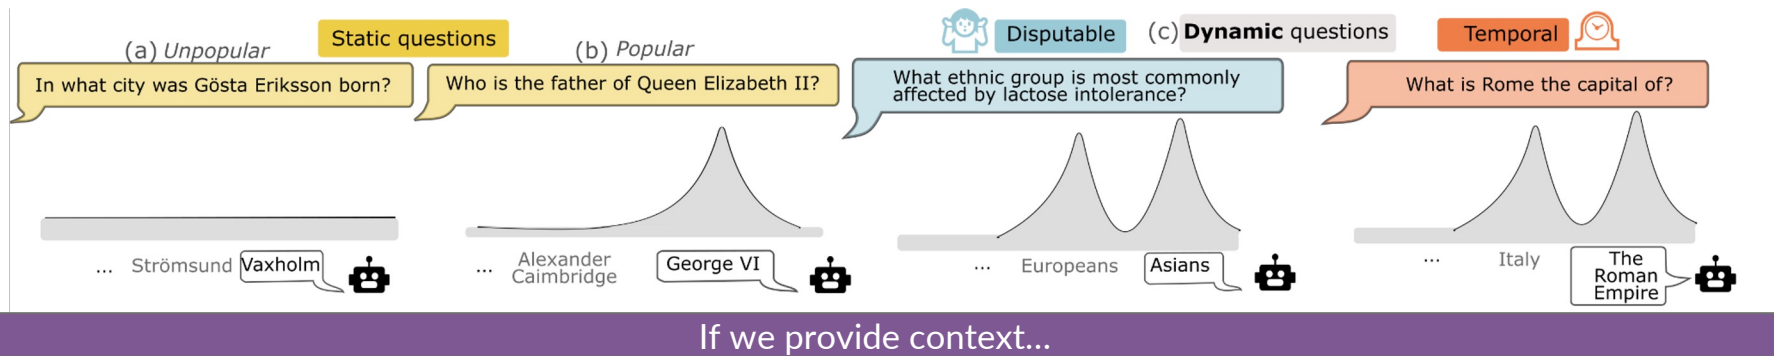 Static questions
(a) Unpopular
(b) Popular
Disputable
(c) Dynamic questions
Temporal
In what city was Gösta Eriksson born?
Who is the father of Queen Elizabeth II?
What ethnic group is most commonly
affected by lactose intolerance?
What is Rome the capital of?
... Strömsund Vaxholm
... Alexander
Caimbridge
George VI
... Europeans Asians
... Italy
The
Roman
Empire
If we provide context...